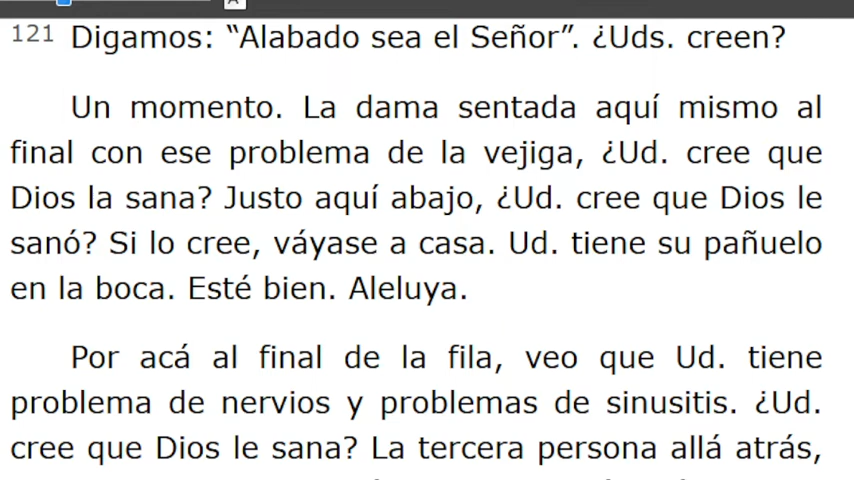 A
121 Digamos: “Alabado sea el Señor”. ¿Uds. creen?
Un momento. La dama sentada aquí mismo al
final con ese problema de la vejiga, ¿Ud. cree que
Dios la sana? Justo aquí abajo, ¿Ud. cree que Dios le
sanó? Si lo cree, váyase a casa. Ud. tiene su pañuelo
en la boca. Esté bien. Aleluya.
Por acá al final de la fila, veo que Ud. tiene
problema de nervios y problemas de sinusitis. ¿Ud.
cree que Dios le sana? La tercera persona allá atrás,